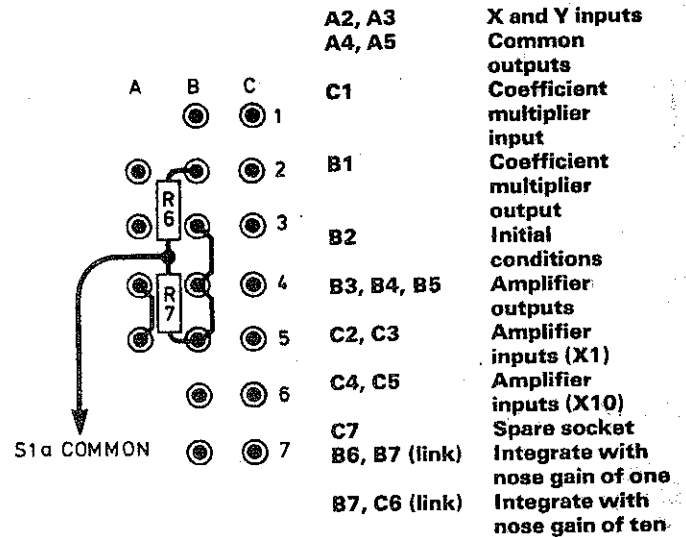 A B C
1
2
3
4
5
6
7
R
6
R
7
S1a COMMON
A2, A3 X and Y inputs
A4, A5 Common
outputs
C1 Coefficient
multiplier
input
B1 Coefficient
multiplier
output
B2 Initial
conditions
B3, B4, B5 Amplifier
outputs
C2, C3 Amplifier
inputs (X1)
C4, C5 Amplifier
inputs (X10)
C7 Spare socket
B6, B7 (link) Integrate with
nose gain of one
B7, C6 (link) Integrate with
nose gain of ten